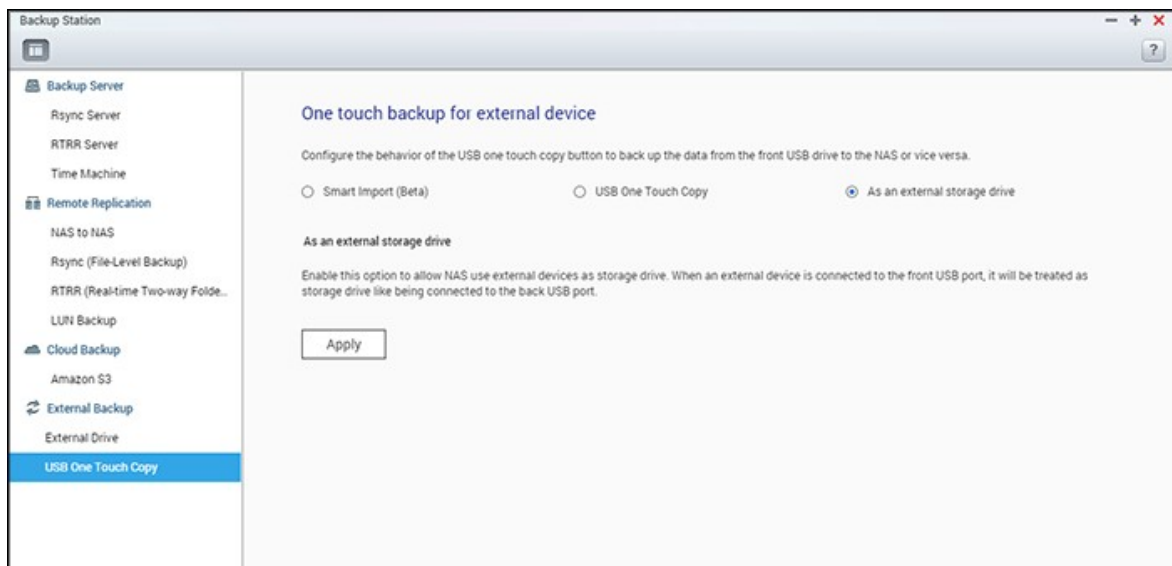 Backup Station
?
Backup Server
Rsync Server
RTRR Server
Time Machine
Remote Replication
NAS to NAS
Rsync (File-Level Backup)
RTRR (Real-time Two-way Folde...
LUN Backup
Cloud Backup
Amazon S3
External Backup
External Drive
USB One Touch Copy
One touch backup for external device
Configure the behavior of the USB one touch copy button to back up the data from the front USB drive to the NAS or vice versa.
Smart Import (Beta) USB One Touch Copy As an external storage drive
As an external storage drive
Enable this option to allow NAS use external devices as storage drive. When an external device is connected to the front USB port, it will be treated as
storage drive like being connected to the back USB port.
Apply